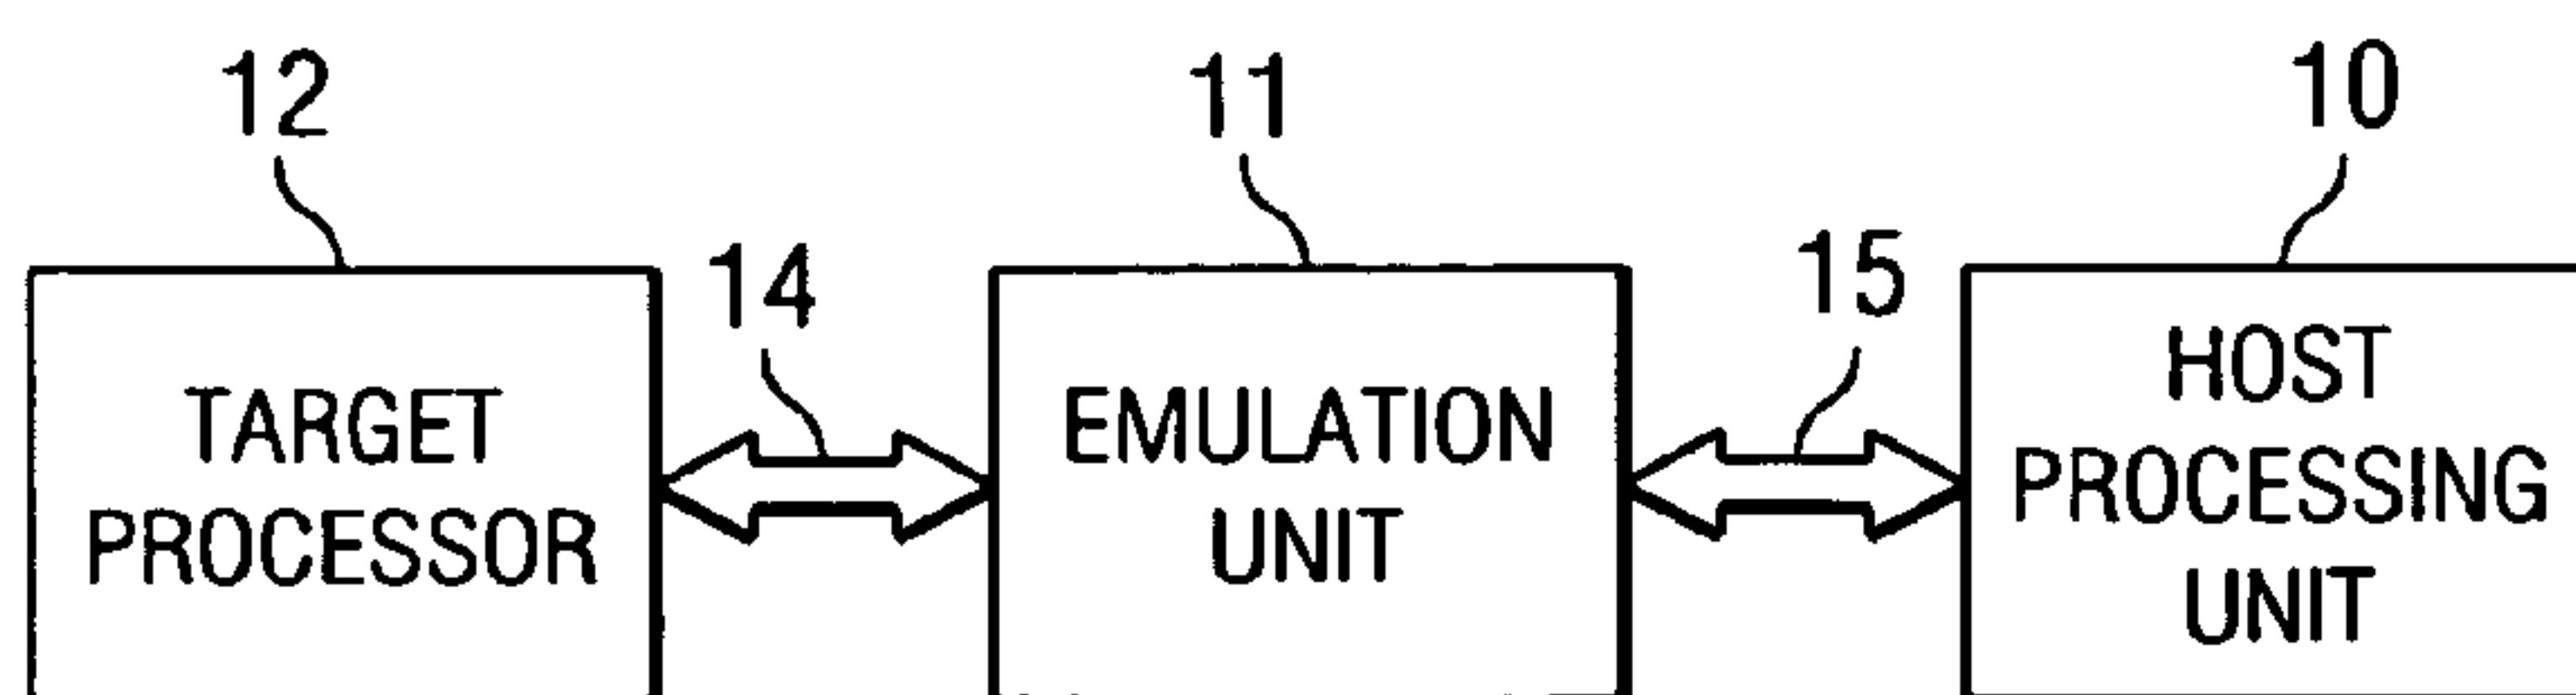 12
11
10
14
15
TARGET
PROCESSOR
EMULATION
UNIT
HOST
PROCESSING
UNIT